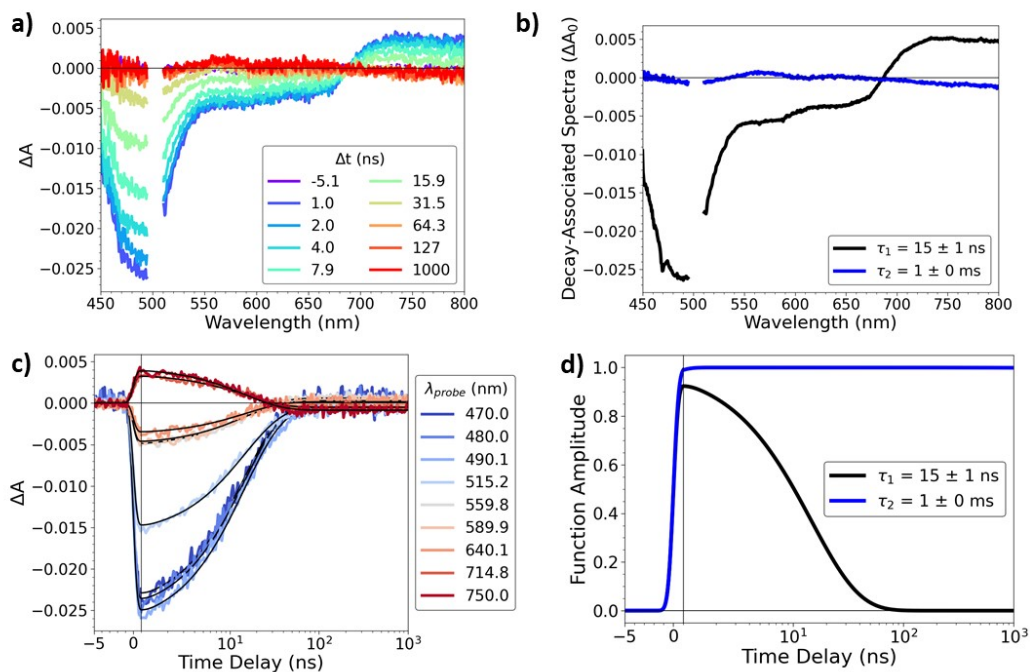 a)
0.005
0.000
−0.005
−0.010
−0.015
−0.020
−0.025
ΔA
Δt (ns)
-5.1 15.9
1.0 31.5
2.0 64.3
4.0 127
7.9 1000
450 500 550 600 650 700 750 800
Wavelength (nm)
b)
0.005
0.000
−0.005
−0.010
−0.015
−0.020
−0.025
Decay-Associated Spectra (ΔA₀)
τ₁ = 15 ± 1 ns
τ₂ = 1 ± 0 ms
450 500 550 600 650 700 750 800
Wavelength (nm)
c)
0.005
0.000
−0.005
−0.010
−0.015
−0.020
−0.025
ΔA
−5 0 10¹ 10² 10³
Time Delay (ns)
λprobe (nm)
470.0
480.0
490.1
515.2
559.8
589.9
640.1
714.8
750.0
d)
1.0
0.8
0.6
0.4
0.2
0.0
Function Amplitude
τ₁ = 15 ± 1 ns
τ₂ = 1 ± 0 ms
−5 0 10¹ 10² 10³
Time Delay (ns)